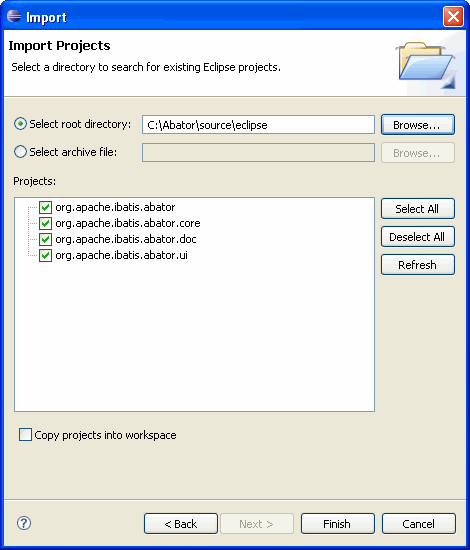 Import
Import Projects
Select a directory to search for existing Eclipse projects.
Select root directory: C:\Abator\source\eclipse Browse...
Select archive file: Browse...
Projects:
org.apache.ibatis.abator
org.apache.ibatis.abator.core
org.apache.ibatis.abator.doc
org.apache.ibatis.abator.ui
Select All
Deselect All
Refresh
Copy projects into workspace
? < Back Next > Finish Cancel